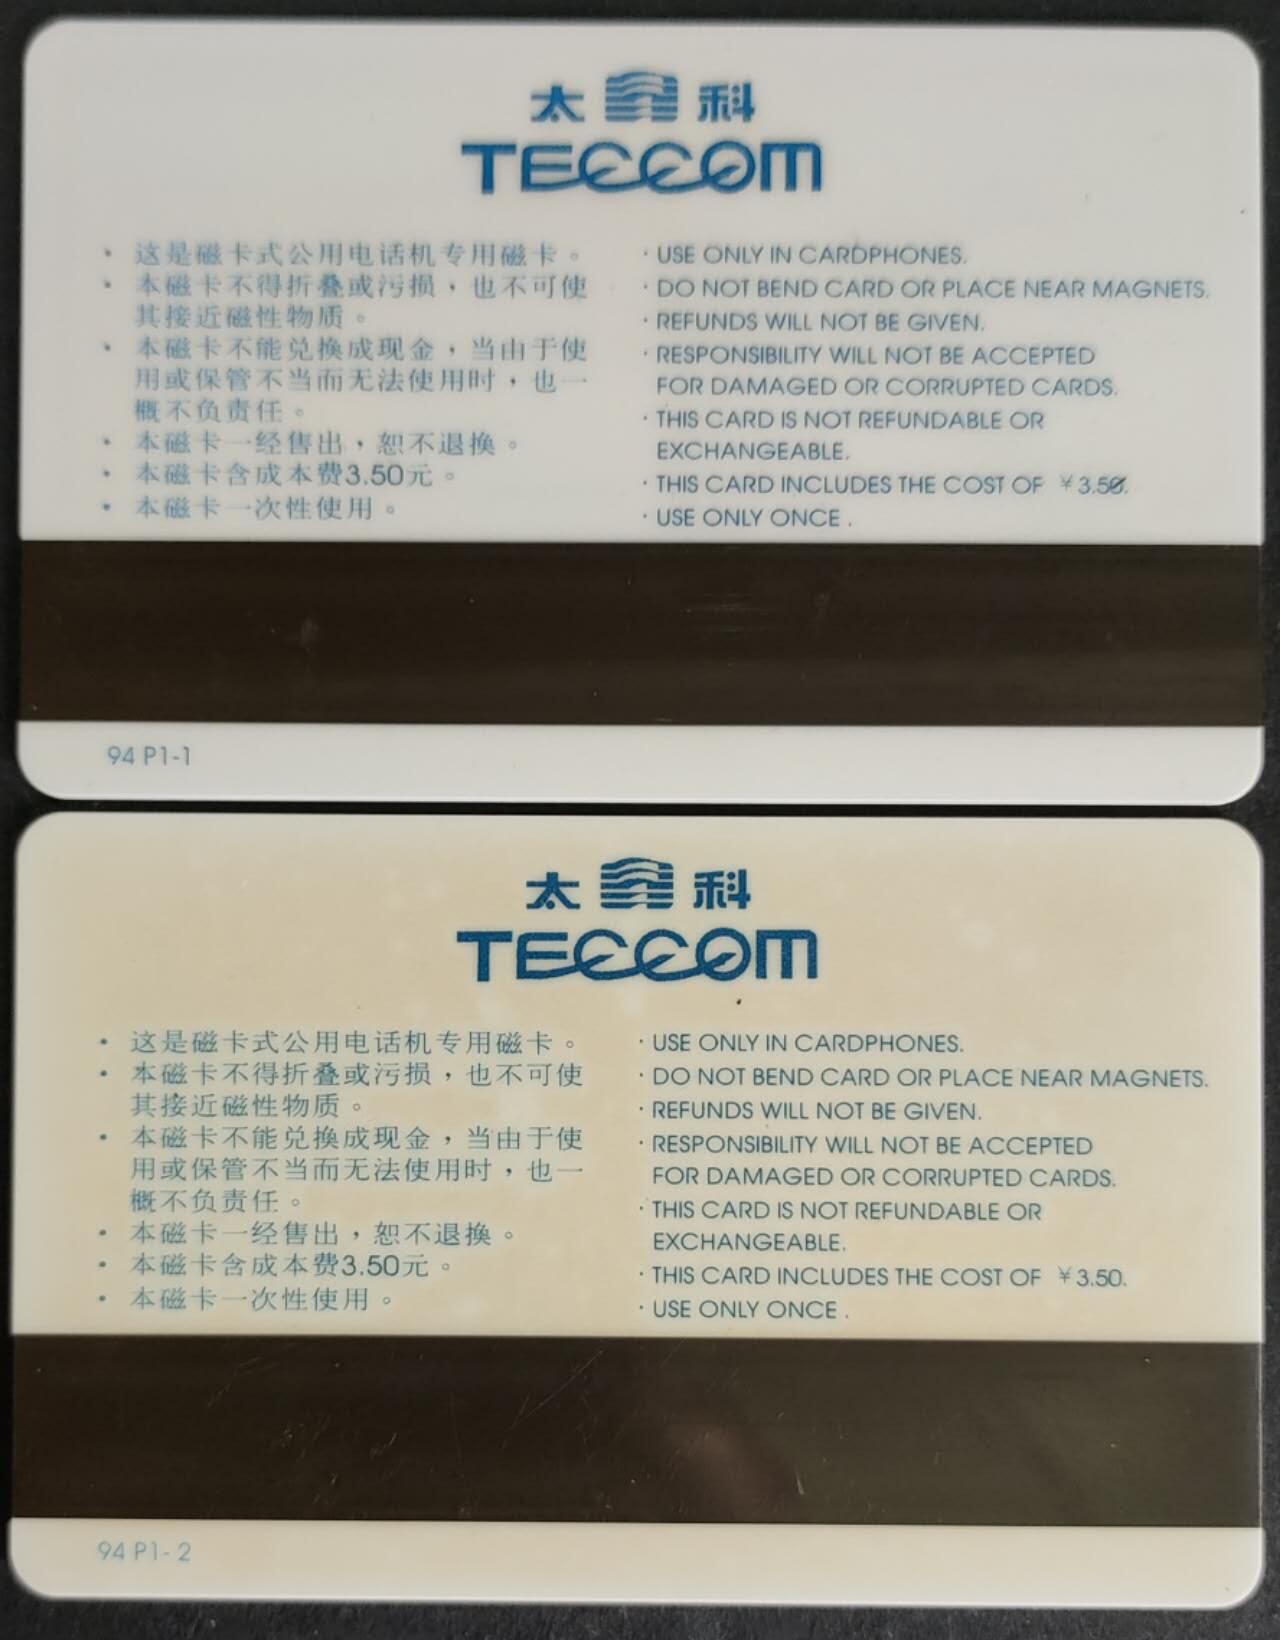 太 科
TECCOM
· 这是磁卡式公用电话机专用磁卡。
· 本磁卡不得折叠或污损，也不可使
其接近磁性物质。
· 本磁卡不能兑换成现金，当由于使
用或保管不当而无法使用时，也一
概不负责任。
· 本磁卡一经售出，恕不退换。
· 本磁卡含成本费3.50元。
· 本磁卡一次性使用。
· USE ONLY IN CARDPHONES.
· DO NOT BEND CARD OR PLACE NEAR MAGNETS.
· REFUNDS WILL NOT BE GIVEN.
· RESPONSIBILITY WILL NOT BE ACCEPTED
FOR DAMAGED OR CORRUPTED CARDS.
· THIS CARD IS NOT REFUNDABLE OR
EXCHANGEABLE.
· THIS CARD INCLUDES THE COST OF ￥3.50.
· USE ONLY ONCE .
94 P1-1
太 科
TECCOM
· 这是磁卡式公用电话机专用磁卡。
· 本磁卡不得折叠或污损，也不可使
其接近磁性物质。
· 本磁卡不能兑换成现金，当由于使
用或保管不当而无法使用时，也一
概不负责任。
· 本磁卡一经售出，恕不退换。
· 本磁卡含成本费3.50元。
· 本磁卡一次性使用。
· USE ONLY IN CARDPHONES.
· DO NOT BEND CARD OR PLACE NEAR MAGNETS.
· REFUNDS WILL NOT BE GIVEN.
· RESPONSIBILITY WILL NOT BE ACCEPTED
FOR DAMAGED OR CORRUPTED CARDS.
· THIS CARD IS NOT REFUNDABLE OR
EXCHANGEABLE.
· THIS CARD INCLUDES THE COST OF ￥3.50.
· USE ONLY ONCE .
94 P1- 2